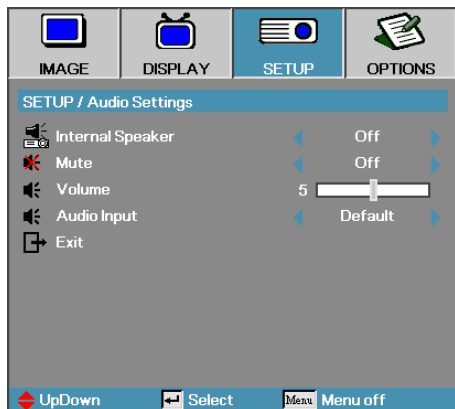 IMAGE DISPLAY SETUP OPTIONS
SETUP / Audio Settings
Internal Speaker Off
Mute Off
Volume 5
Audio Input Default
Exit
UpDown Select Menu Menu off